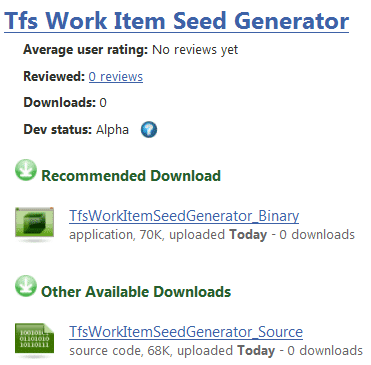 Tfs Work Item Seed Generator
Average user rating: No reviews yet
Reviewed: 0 reviews
Downloads: 0
Dev status: Alpha ?
Recommended Download
TfsWorkItemSeedGenerator_Binary
application, 70K, uploaded Today - 0 downloads
Other Available Downloads
TfsWorkItemSeedGenerator_Source
source code, 68K, uploaded Today - 0 downloads